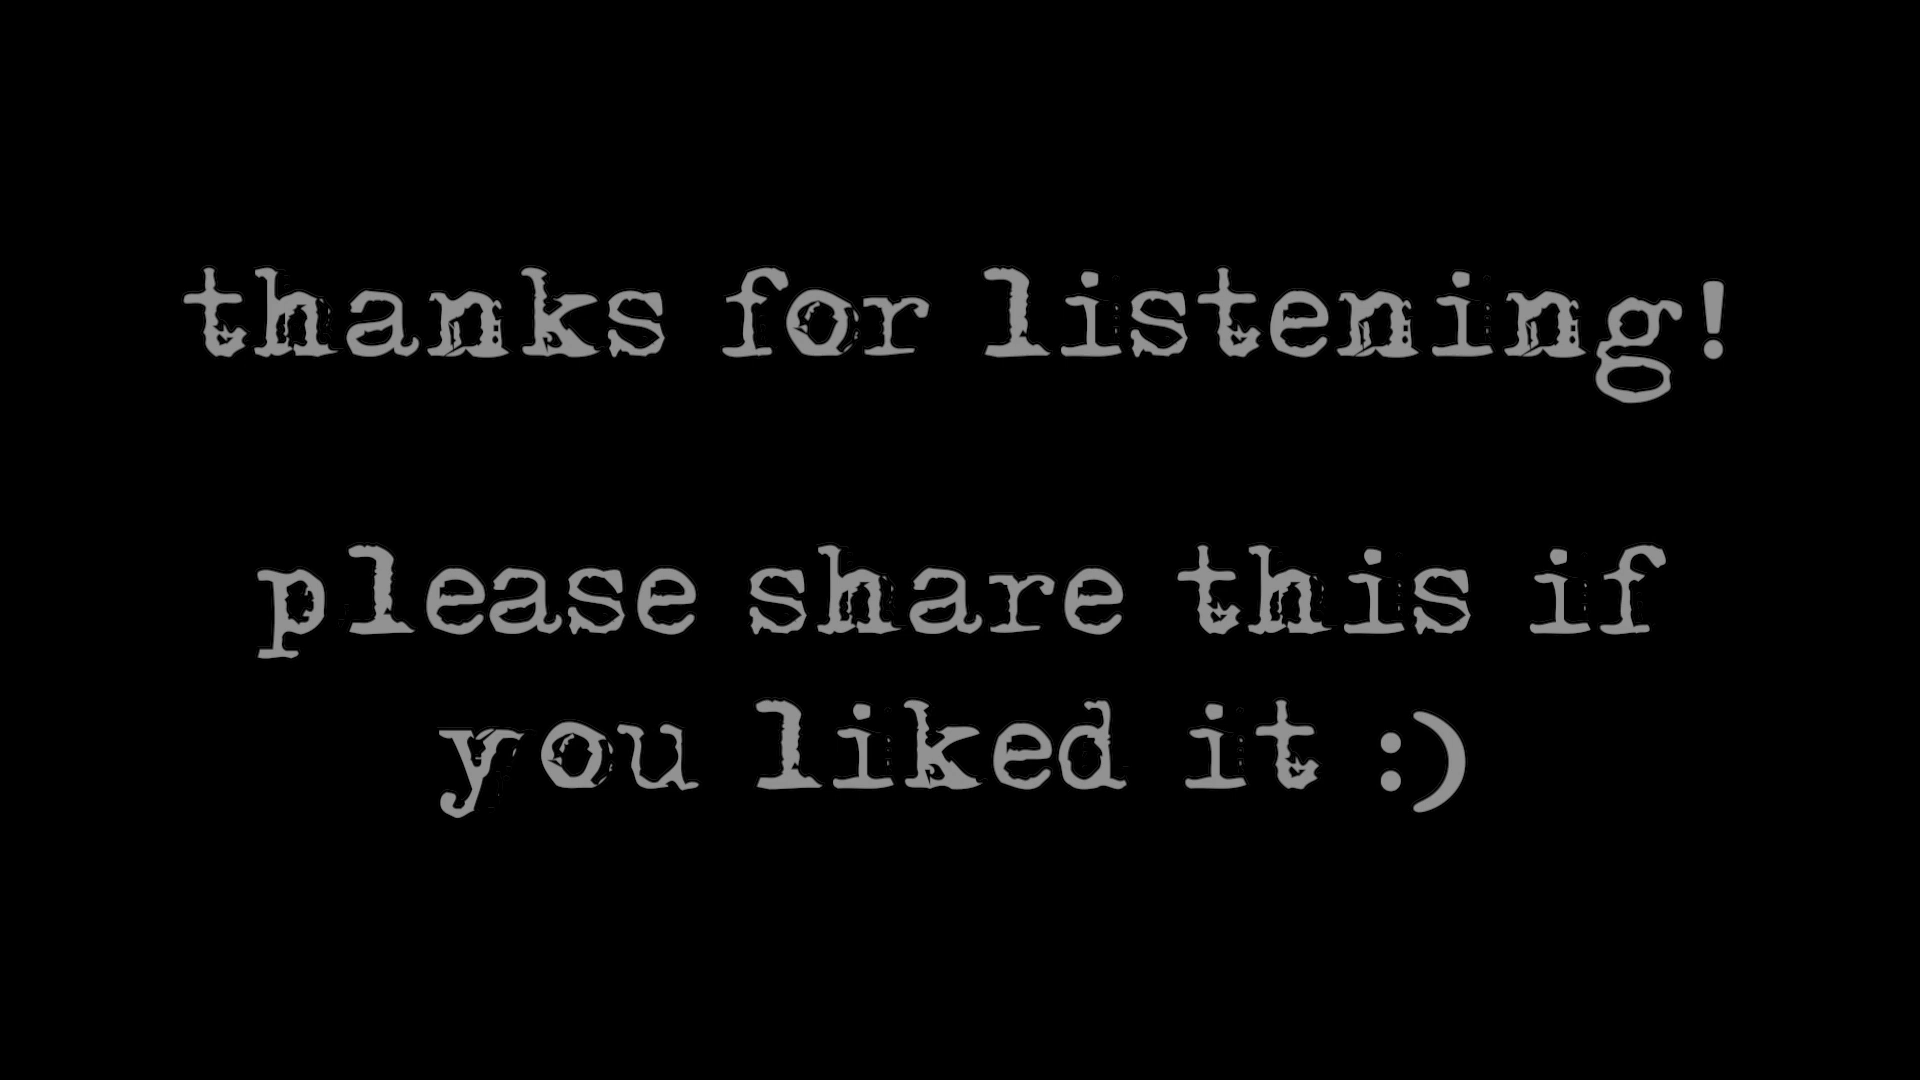 thanks for listening!
please share this if
you liked it :)